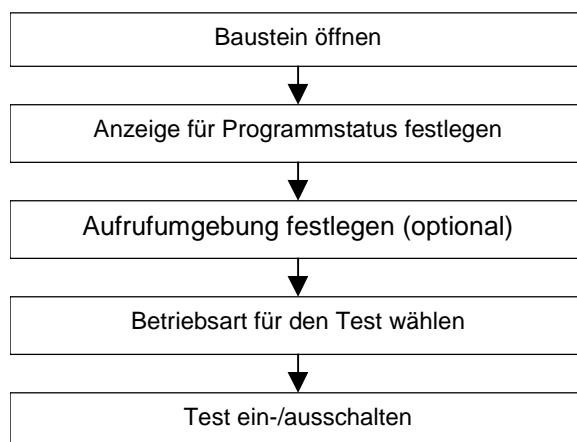 Baustein öffnen
Anzeige für Programmstatus festlegen
Aufrufumgebung festlegen (optional)
Betriebsart für den Test wählen
Test ein-/ausschalten